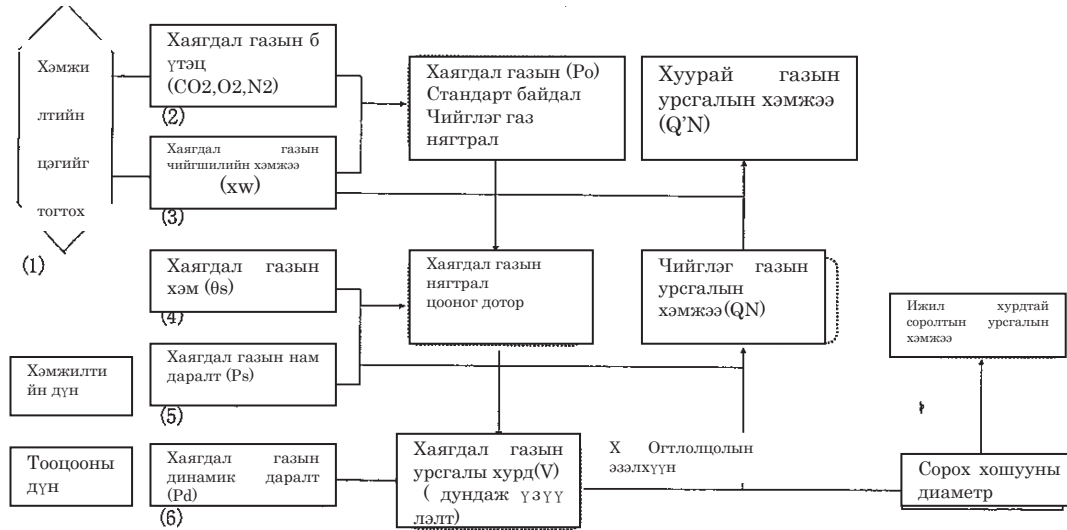 Хэмжи
лтийн
цэгийг
тогтох
(1)
Хаягдал газын б
үтэц
(CO2,O2,N2)
(2)
Хаягдал газын
чийгшилийн хэмжээ
(xw)
(3)
Хаягдал газын (Po)
Стандарт байдал
Чийглэг газ
нягтрал
Хуурай газын
урсгалын хэмжээ
(Q'N)
Хаягдал газын
хэм (θs)
(4)
Хаягдал газын
нягтрал
цооног дотор
Чийглэг газын
урсгалын
хэмжээ(QN)
Ижил хурдтай
соролтын урсгалын
хэмжээ
Хэмжилти
йн дүн
Хаягдал газын нам
даралт (Ps)
(5)
Тооцооны
дүн
Хаягдал газын
динамик даралт
(Pd)
(6)
Хаягдал газын
урсгалы хурд(V)
( дундаж үзүү
лэлт)
X Огтлолцолын
эзэлхүүн
Сорох хошууны
диаметр